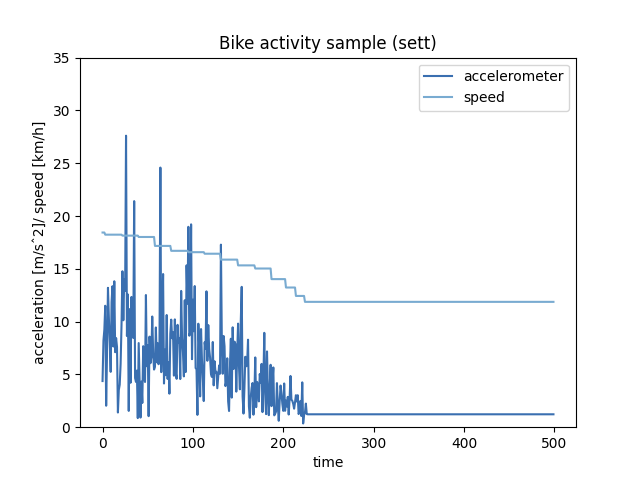 Bike activity sample (sett)
accelerometer
speed
acceleration [m/s^2]/ speed [km/h]
35
30
25
20
15
10
5
0
0 100 200 300 400 500
time